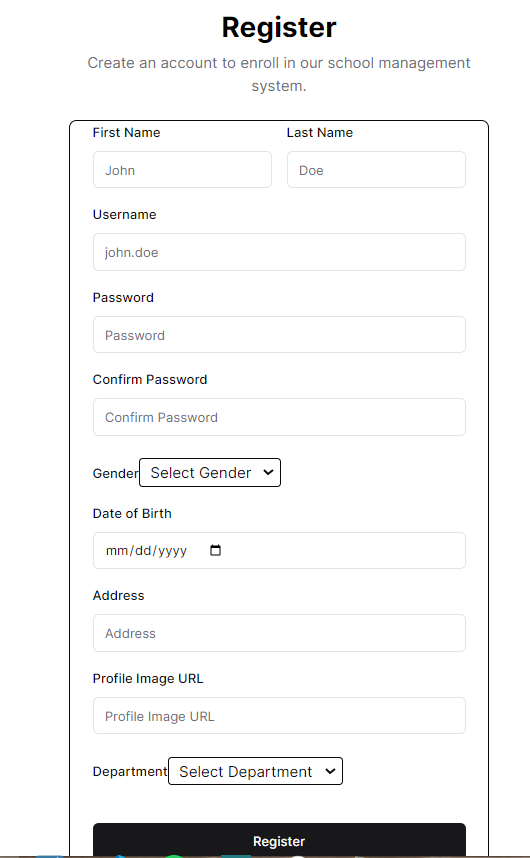 Register
Create an account to enroll in our school management
system.
First Name Last Name
John Doe
Username
john.doe
Password
Password
Confirm Password
Confirm Password
Gender Select Gender
Date of Birth
mm/dd/yyyy
Address
Address
Profile Image URL
Profile Image URL
Department Select Department
Register